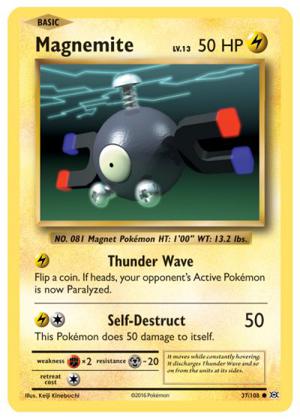 BASIC
Magnemite LV.13 50 HP
NO. 081 Magnet Pokémon HT: 1'00" WT: 13.2 lbs.
Thunder Wave
Flip a coin. If heads, your opponent's Active Pokémon
is now Paralyzed.
Self-Destruct 50
This Pokémon does 50 damage to itself.
weakness ×2 resistance -20
retreat
cost
It moves while constantly hovering.
It discharges Thunder Wave and so
on from the units at its sides.
Illus. Keiji Kinebuchi
©2016 Pokémon
37/108